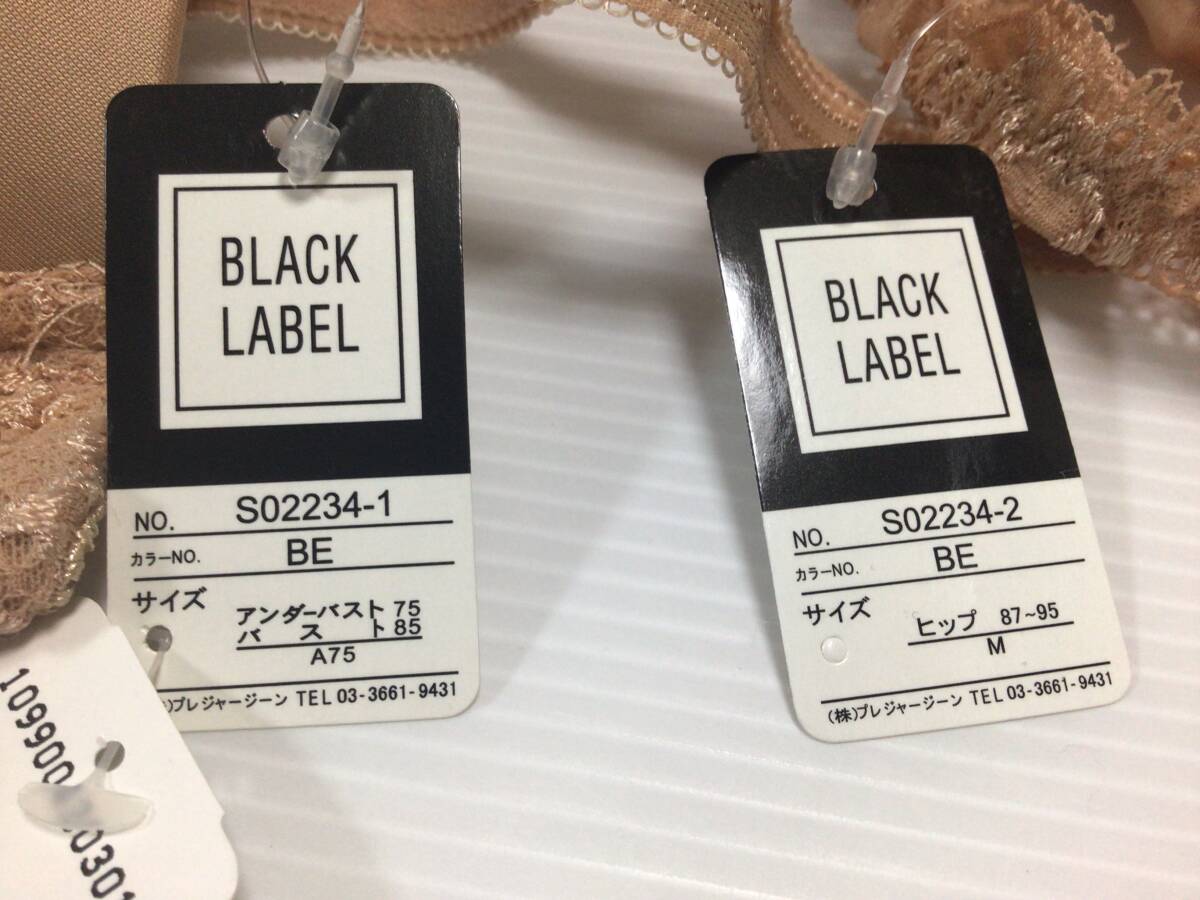 BLACK
LABEL
NO. S02234-1
カラーNO. BE
サイズ
アンダーバスト 75
バスト 85
A75
)プレジャージーン TEL 03-3661-9431
BLACK
LABEL
NO. S02234-2
カラーNO. BE
サイズ
ヒップ 87~95
M
(株)プレジャージーン TEL 03-3661-9431